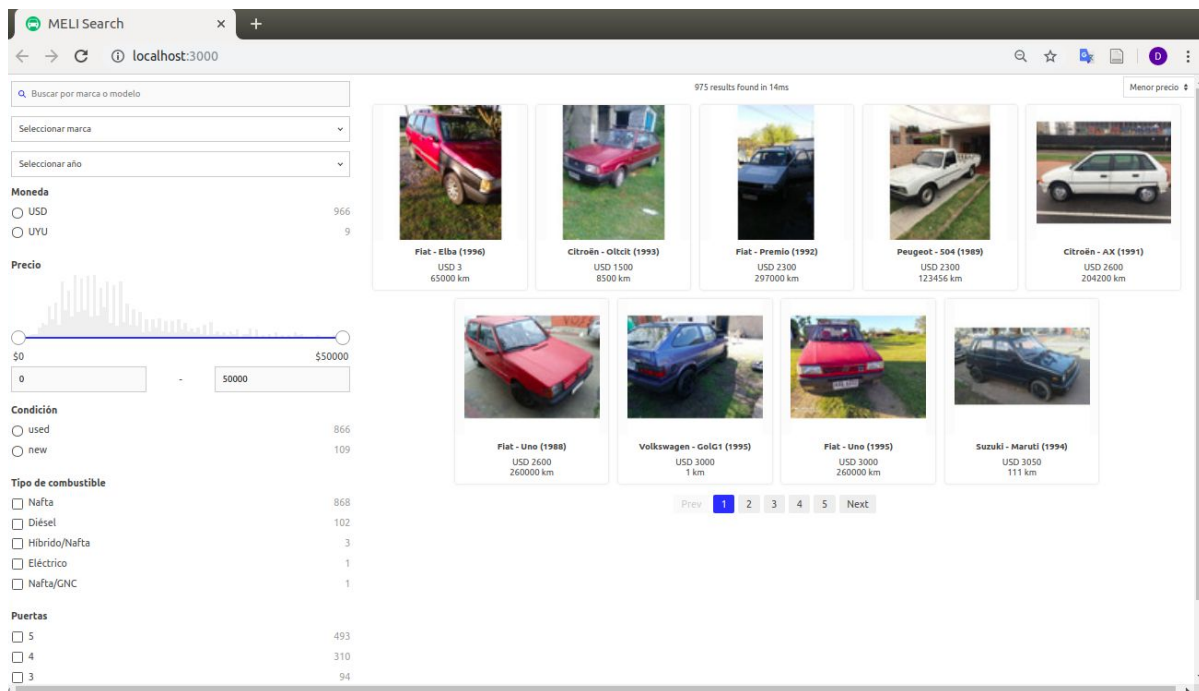 MELI Search
localhost:3000
D
Buscar por marca o modelo
Seleccionar marca
Seleccionar año
Moneda
USD 966
UYU 9
Precio
$0 $50000
0 - 50000
Condición
used 866
new 109
Tipo de combustible
Nafta 868
Diésel 102
Híbrido/Nafta 3
Eléctrico 1
Nafta/GNC 1
Puertas
5 493
4 310
3 94
975 results found in 14ms
Menor precio
Fiat - Elba (1996)
USD 3
65000 km
Citroën - Oltcit (1993)
USD 1500
8500 km
Fiat - Premio (1992)
USD 2300
297000 km
Peugeot - 504 (1989)
USD 2300
123456 km
Citroën - AX (1991)
USD 2600
204200 km
Fiat - Uno (1988)
USD 2600
260000 km
Volkswagen - GolG1 (1995)
USD 3000
1 km
Fiat - Uno (1995)
USD 3000
260000 km
Suzuki - Maruti (1994)
USD 3050
111 km
Prev 1 2 3 4 5 Next